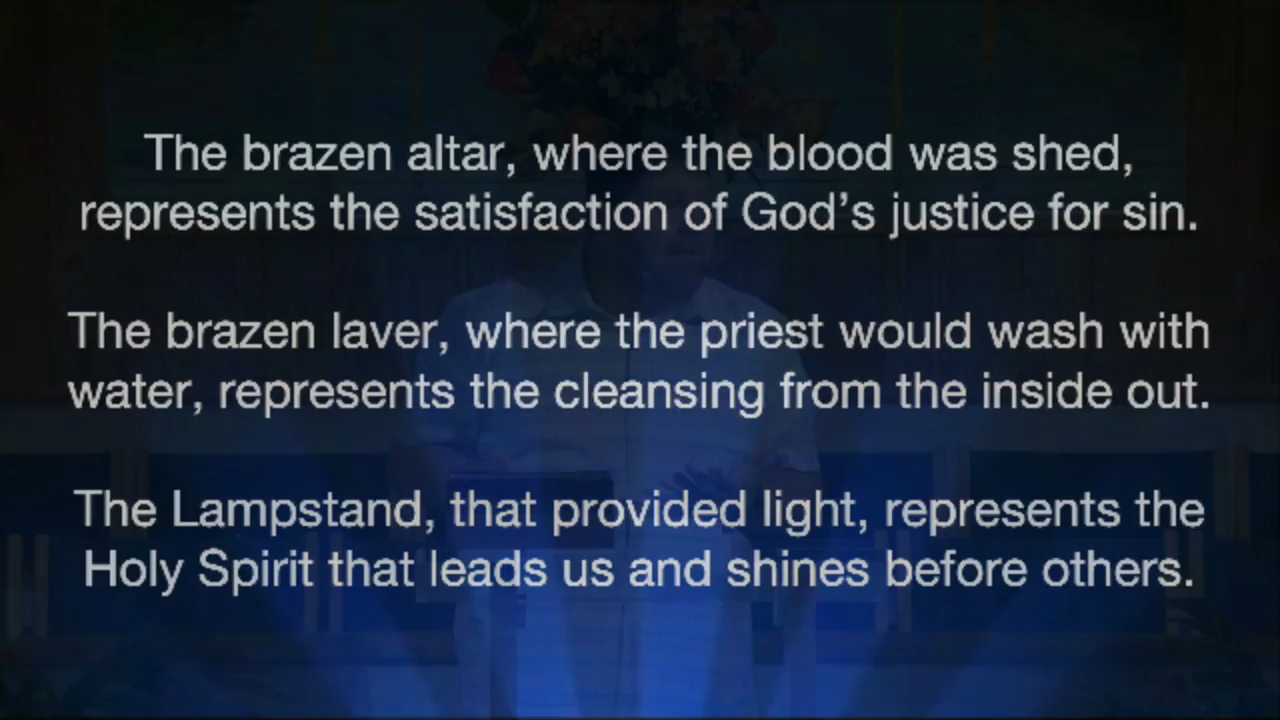 The brazen altar, where the blood was shed,
represents the satisfaction of God’s justice for sin.
The brazen laver, where the priest would wash with
water, represents the cleansing from the inside out.
The Lampstand, that provided light, represents the
Holy Spirit that leads us and shines before others.